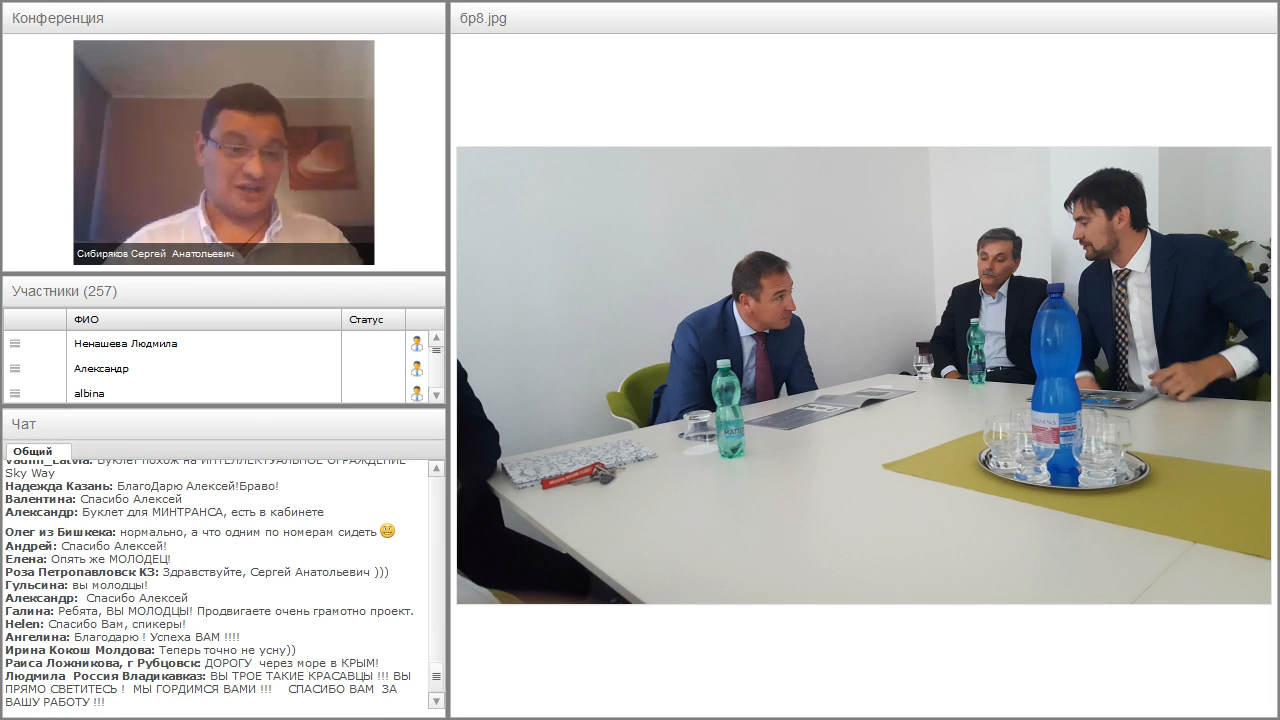 Конференция
Сибиряков Сергей Анатольевич
Участники (257)
ФИО Статус
Ненашева Людмила
Александр
albina
Чат
Общий
Vadim_Latvia: Буклет похож на ИНТЕЛЛЕКТУАЛЬНОЕ ОГРАЖДЕНИЕ
Sky Way
Надежда Казань: БлагоДарю Алексей!Браво!
Валентина: Спасибо Алексей
Александр: Буклет для МИНТРАНСА, есть в кабинете
Олег из Бишкека: нормально, а что одним по номерам сидеть
Андрей: Спасибо Алексей!
Елена: Опять же МОЛОДЕЦ!
Роза Петропавловск КЗ: Здравствуйте, Сергей Анатольевич )))
Гульсина: вы молодцы!
Александр: Спасибо Алексей
Галина: Ребята, ВЫ МОЛОДЦЫ! Продвигаете очень грамотно проект.
Helen: Спасибо Вам, спикеры!
Ангелина: Благодарю ! Успеха ВАМ !!!!
Ирина Кокош Молдова: Теперь точно не усну))
Раиса Ложникова, г Рубцовск: ДОРОГУ через море в КРЫМ!
Людмила Россия Владикавказ: ВЫ ТРОЕ ТАКИЕ КРАСАВЦЫ !!! ВЫ
ПРЯМО СВЕТИТЕСЬ ! МЫ ГОРДИМСЯ ВАМИ !!! СПАСИБО ВАМ ЗА
ВАШУ РАБОТУ !!!
бр8.jpg